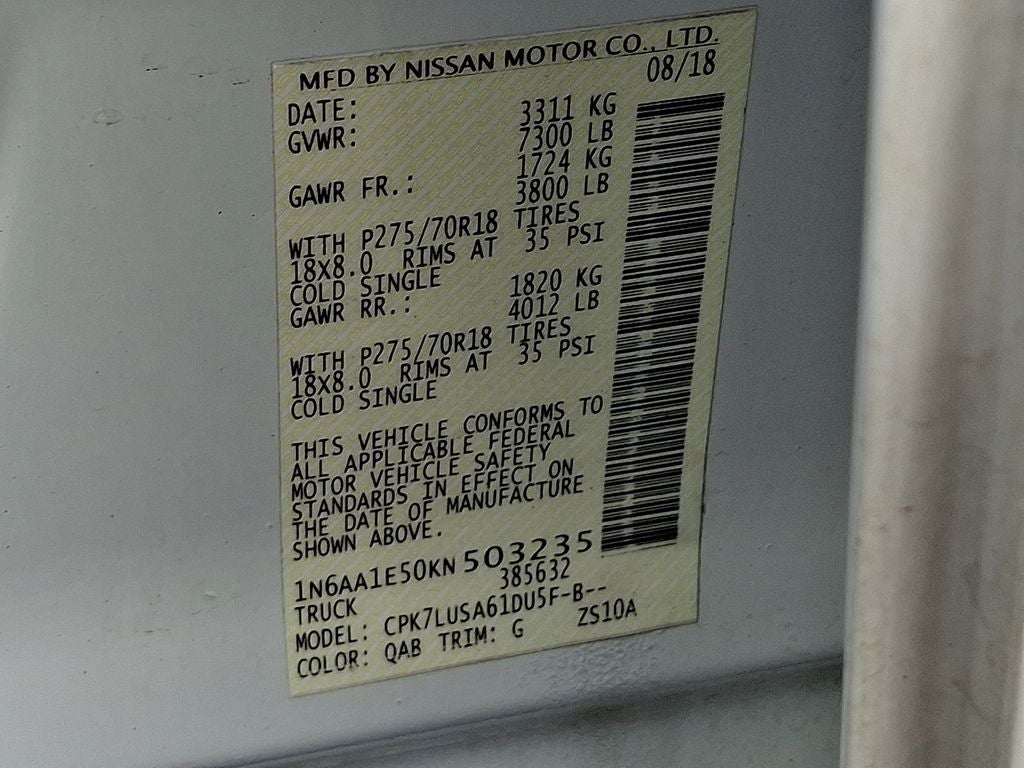 MFD BY NISSAN MOTOR CO., LTD.
DATE: 08/18
GVWR: 3311 KG
7300 LB
GAWR FR.: 1724 KG
3800 LB
WITH P275/70R18 TIRES
18X8.0 RIMS AT 35 PSI
COLD SINGLE
GAWR RR.: 1820 KG
4012 LB
WITH P275/70R18 TIRES
18X8.0 RIMS AT 35 PSI
COLD SINGLE
THIS VEHICLE CONFORMS TO
ALL APPLICABLE FEDERAL
MOTOR VEHICLE SAFETY
STANDARDS IN EFFECT ON
THE DATE OF MANUFACTURE
SHOWN ABOVE.
1N6AA1E50KN503235
TRUCK 385632
MODEL: CPK7LUSA61DU5F-B--
COLOR: QAB TRIM: G ZS10A